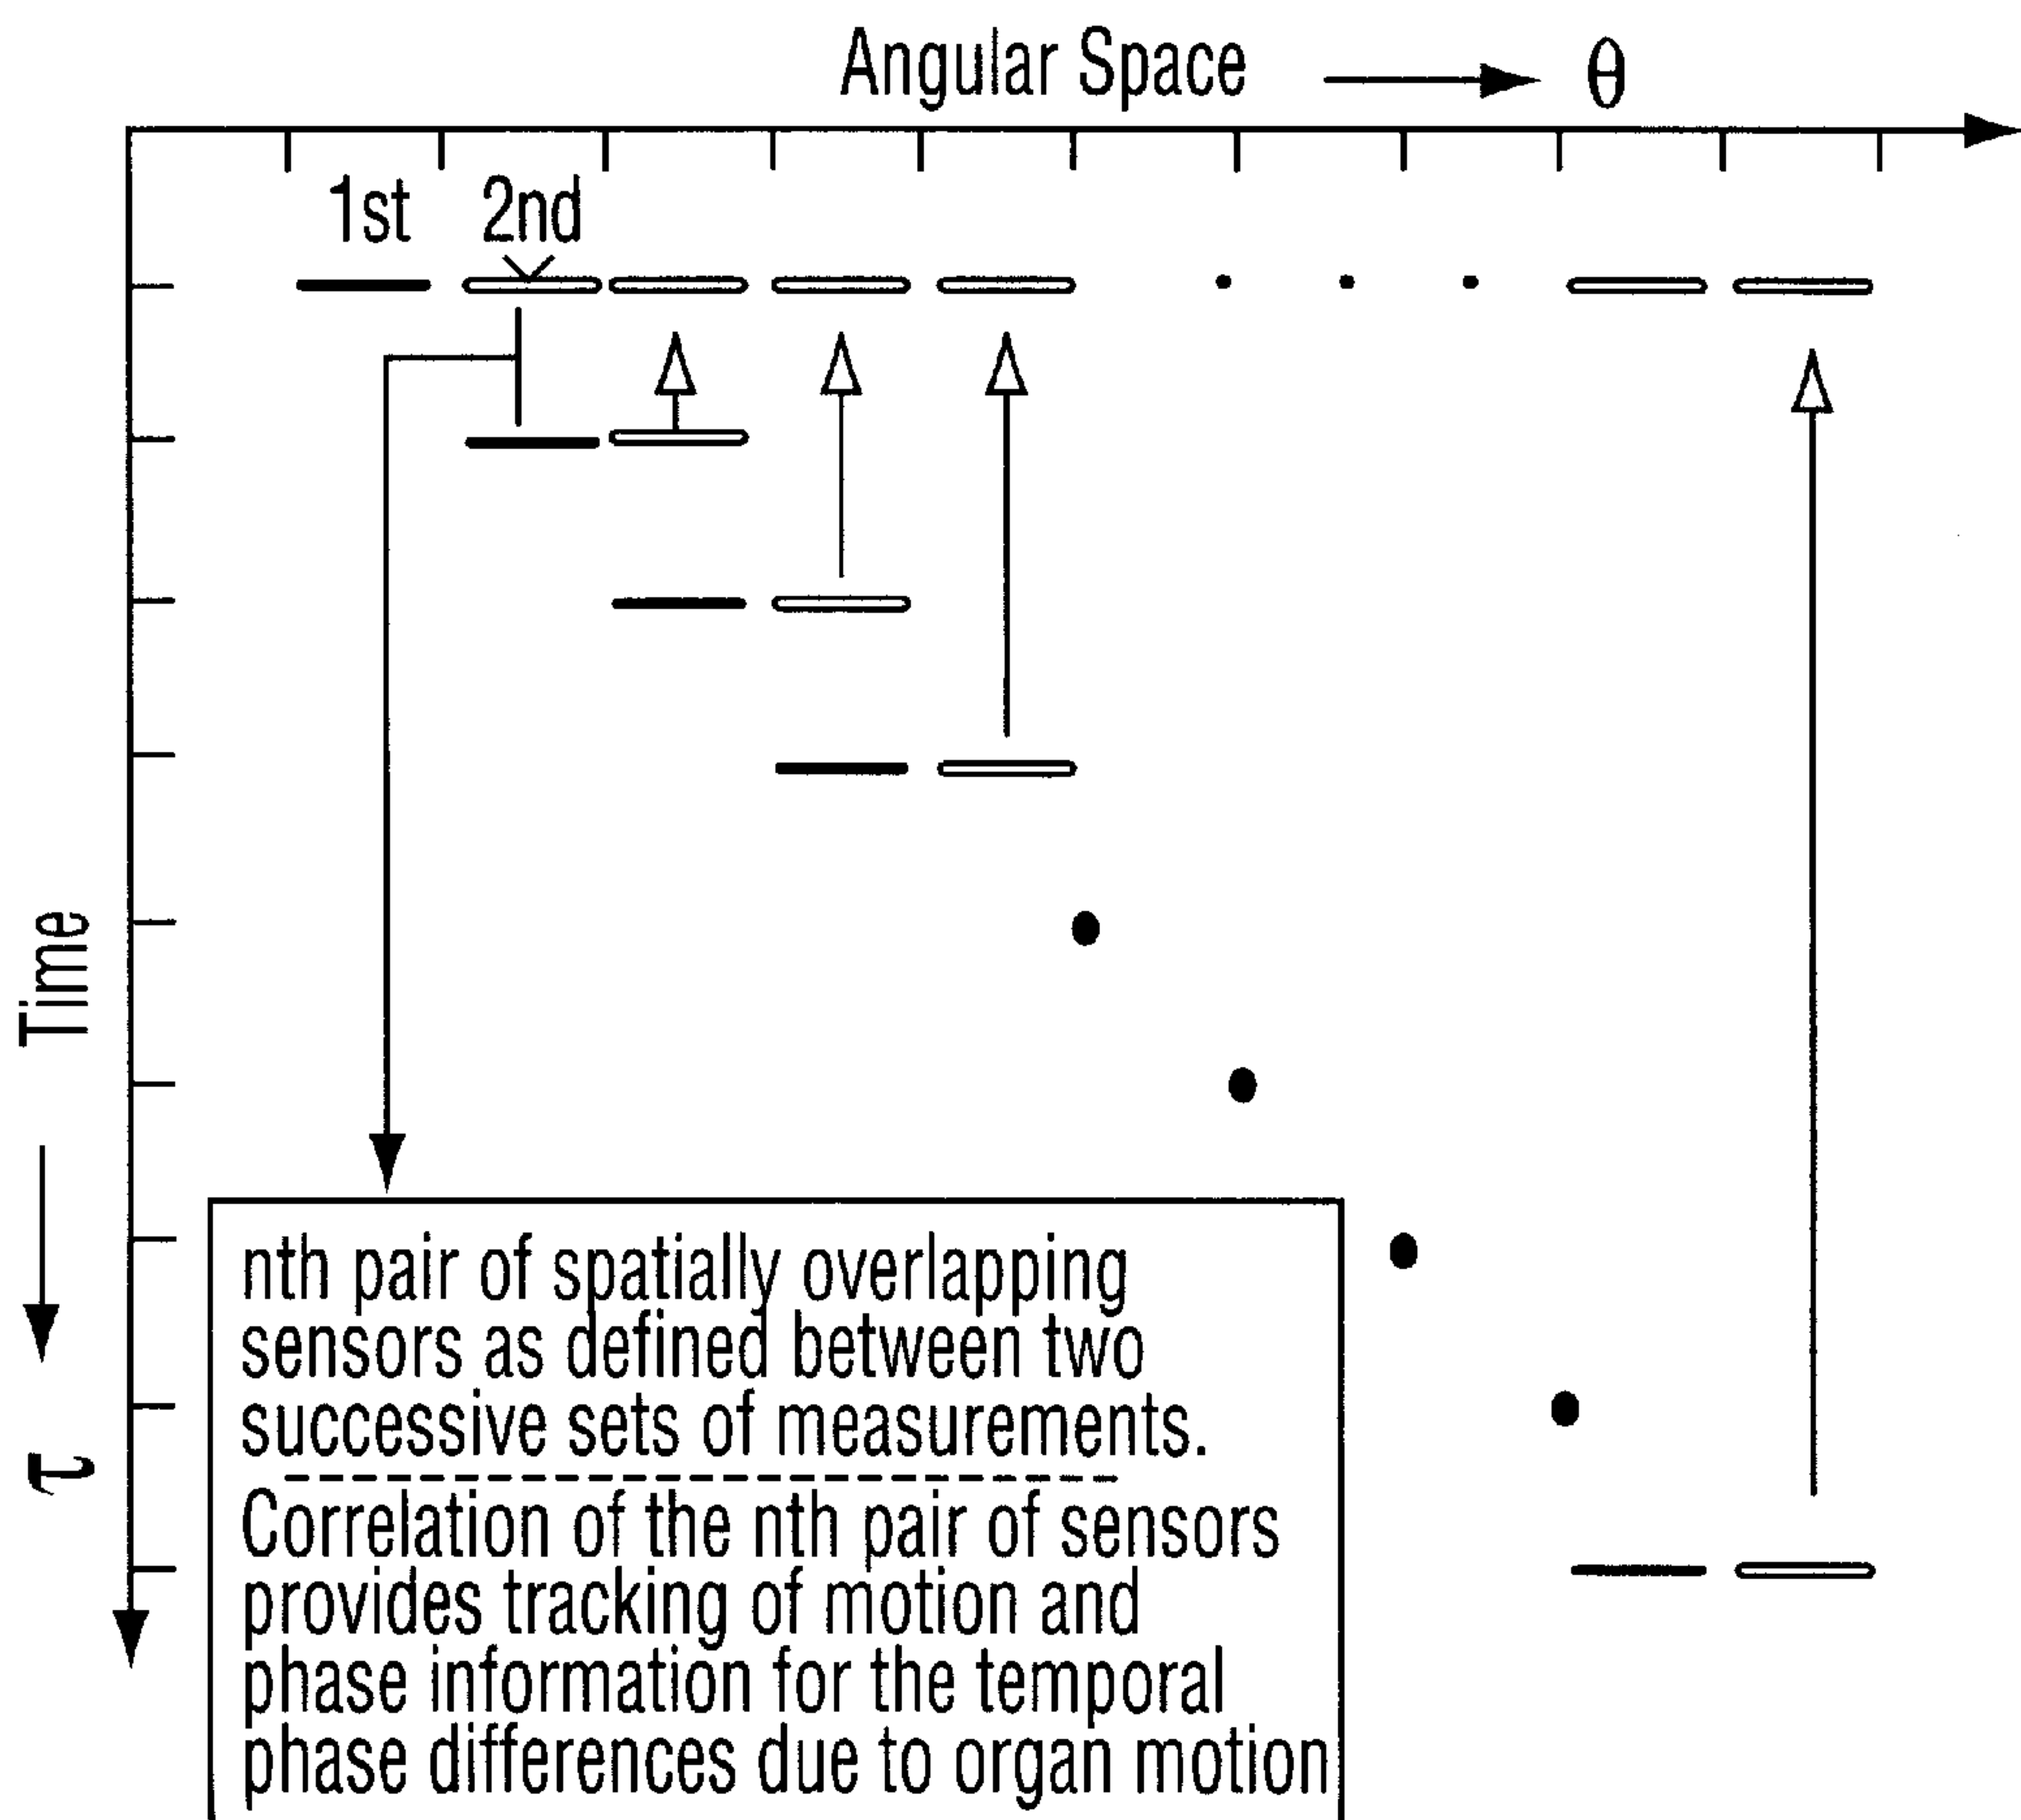 Angular Space θ
1st 2nd
Time
τ
nth pair of spatially overlapping
sensors as defined between two
successive sets of measurements.
Correlation of the nth pair of sensors
provides tracking of motion and
phase information for the temporal
phase differences due to organ motion